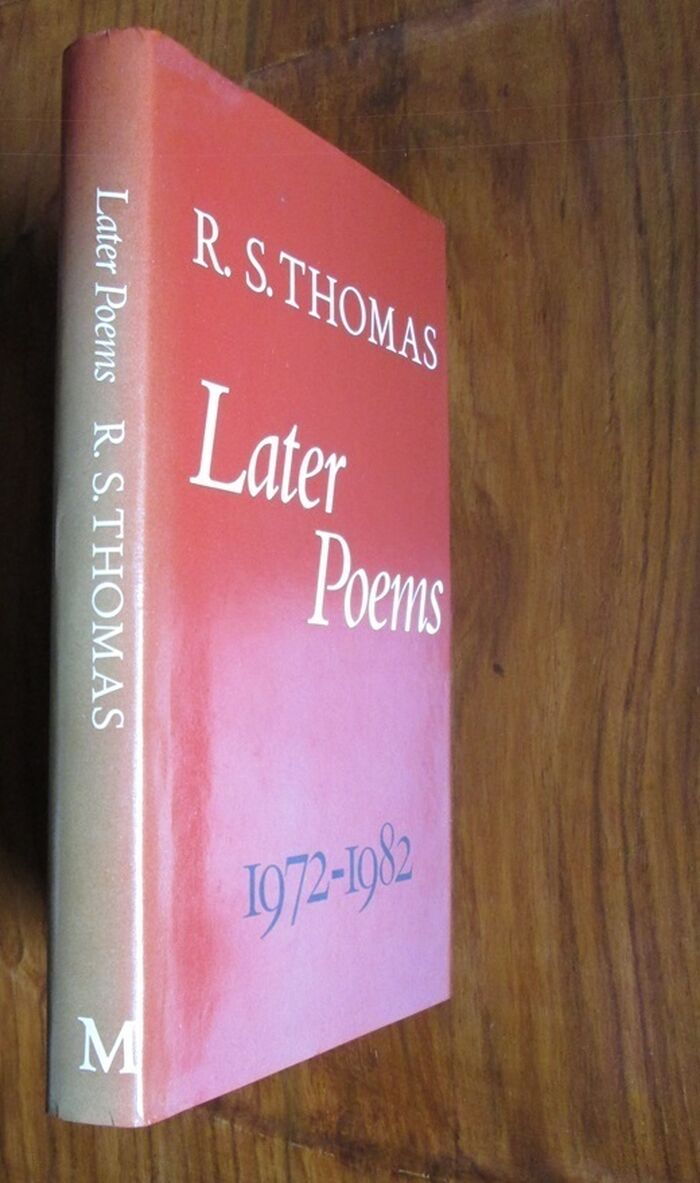 Later Poems R. S. THOMAS
M
R. S. THOMAS
Later
Poems
1972-1982